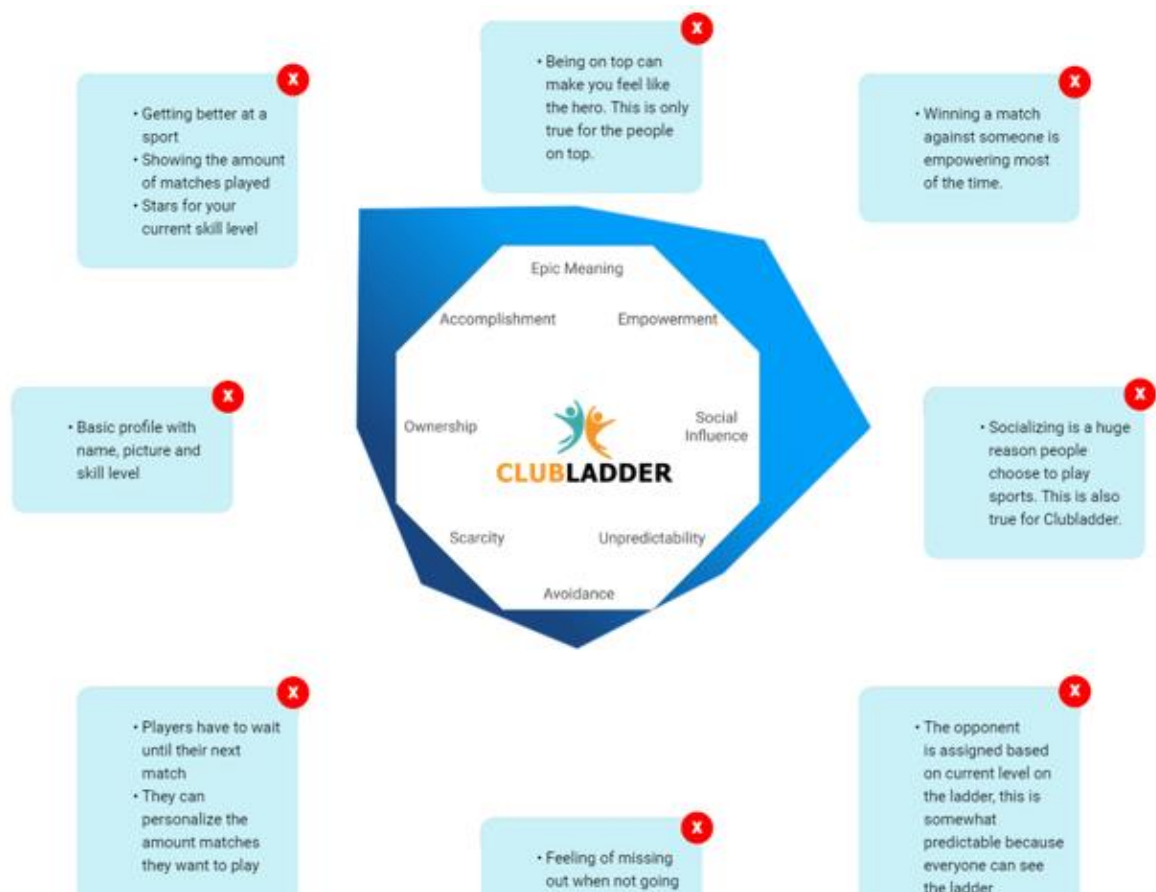 X
• Being on top can
make you feel like
the hero. This is only
true for the people
on top.
X
• Getting better at a
sport
• Showing the amount
of matches played
• Stars for your
current skill level
X
• Winning a match
against someone is
empowering most
of the time.
Epic Meaning
Accomplishment
Empowerment
Ownership
Social
Influence
CLUBLADDER
Scarcity
Unpredictability
Avoidance
X
• Basic profile with
name, picture and
skill level
X
• Socializing is a huge
reason people
choose to play
sports. This is also
true for Clubladder.
X
• Players have to wait
until their next
match
• They can
personalize the
amount matches
they want to play
X
• Feeling of missing
out when not going
X
• The opponent
is assigned based
on current level on
the ladder, this is
somewhat
predictable because
everyone can see
the ladder